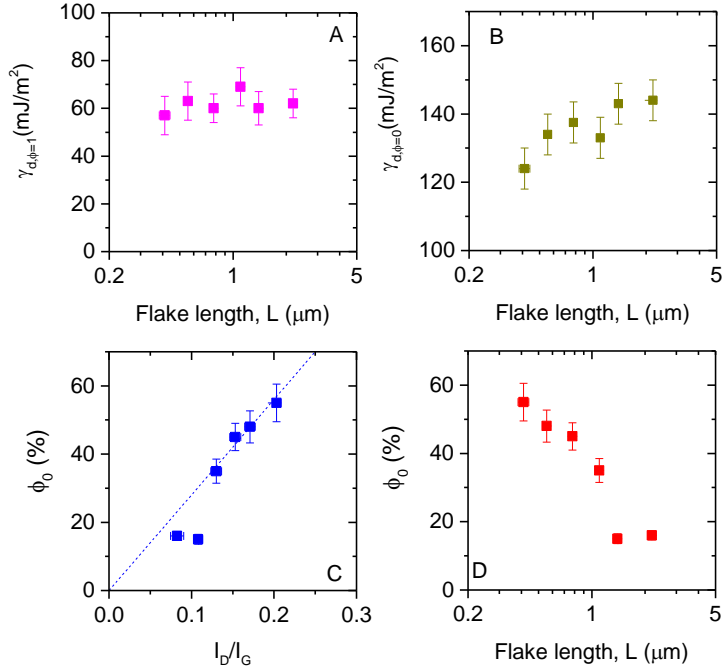 A
γd,ϕ=1(mJ/m²)
100
80
60
40
20
0
0.2
1
5
Flake length, L (μm)
B
γd,ϕ=0(mJ/m²)
160
140
120
100
0.2
1
5
Flake length, L (μm)
ϕ0 (%)
60
40
20
0
C
0.0
0.1
0.2
0.3
ID/IG
ϕ0 (%)
60
40
20
0
D
0.2
1
5
Flake length, L (μm)